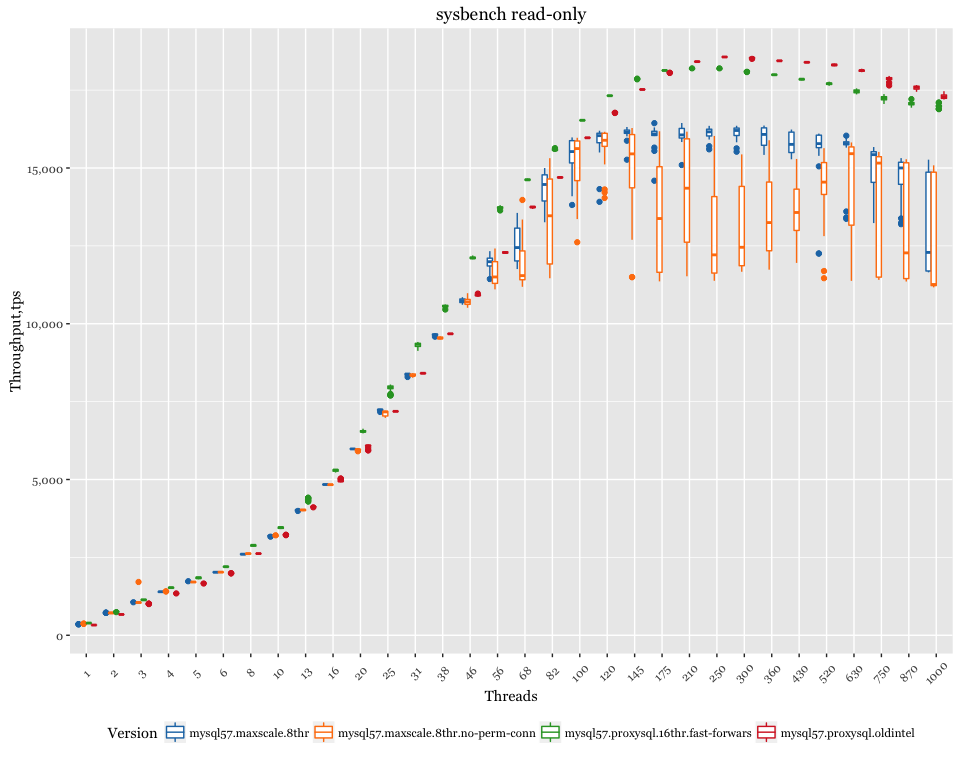 sysbench read-only
Throughput,tps
15,000
10,000
5,000
0
1 2 3 4 5 6 8 10 13 16 20 25 31 38 46 56 68 82 100 120 145 175 210 250 300 360 430 520 630 750 870 1000
Threads
Version mysql57.maxscale.8thr mysql57.maxscale.8thr.no-perm-conn mysql57.proxysql.16thr.fast-forwars mysql57.proxysql.oldintel